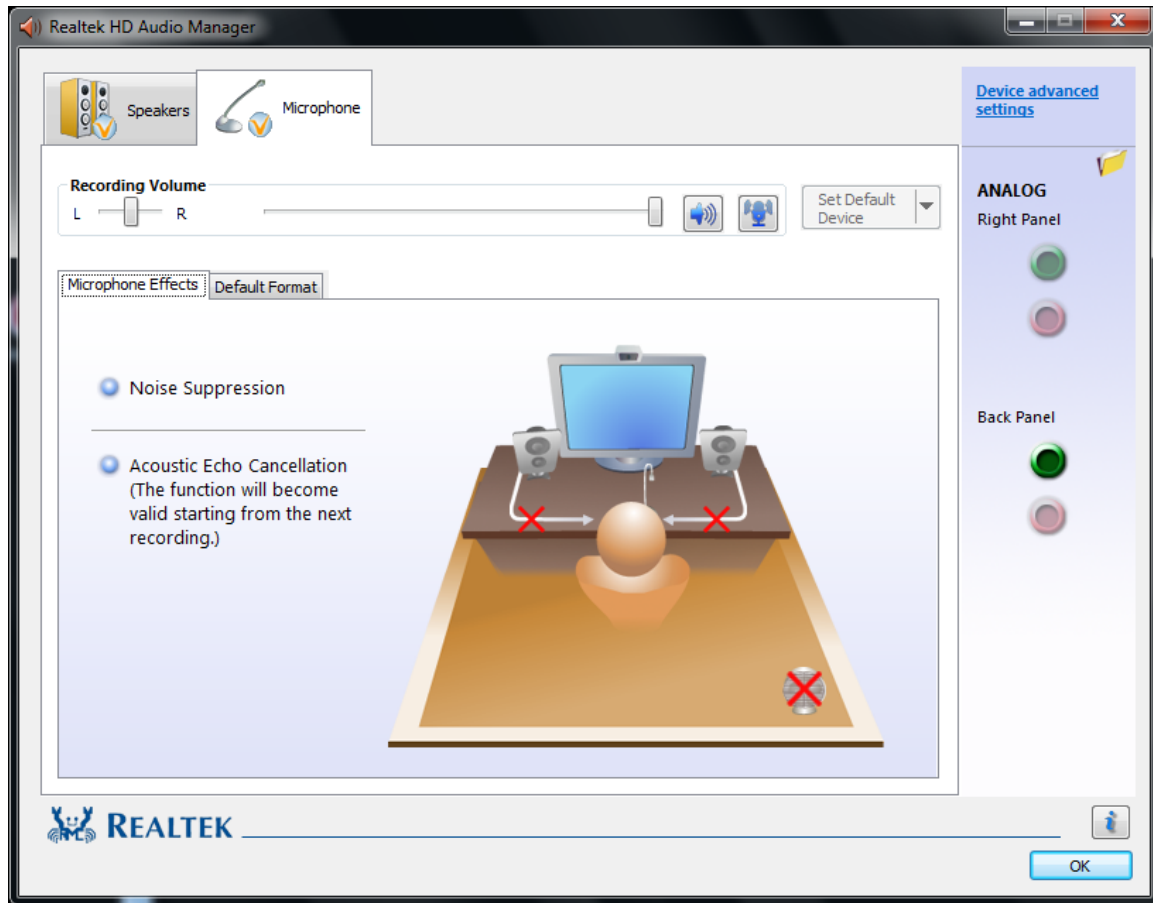 Realtek HD Audio Manager
Speakers
Microphone
Device advanced
settings
Recording Volume
L
R
Set Default
Device
ANALOG
Right Panel
Microphone Effects
Default Format
Noise Suppression
Back Panel
Acoustic Echo Cancellation
(The function will become
valid starting from the next
recording.)
REALTEK
i
OK